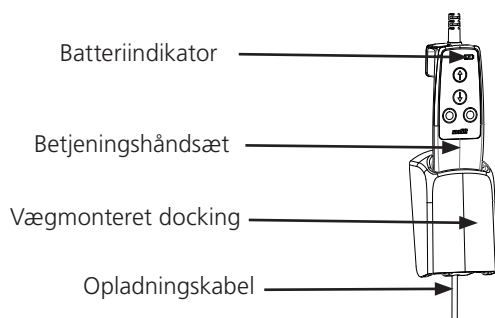 Batteriindikator
Betjeningshåndsæt
Vægmonteret docking
Opladningskabel